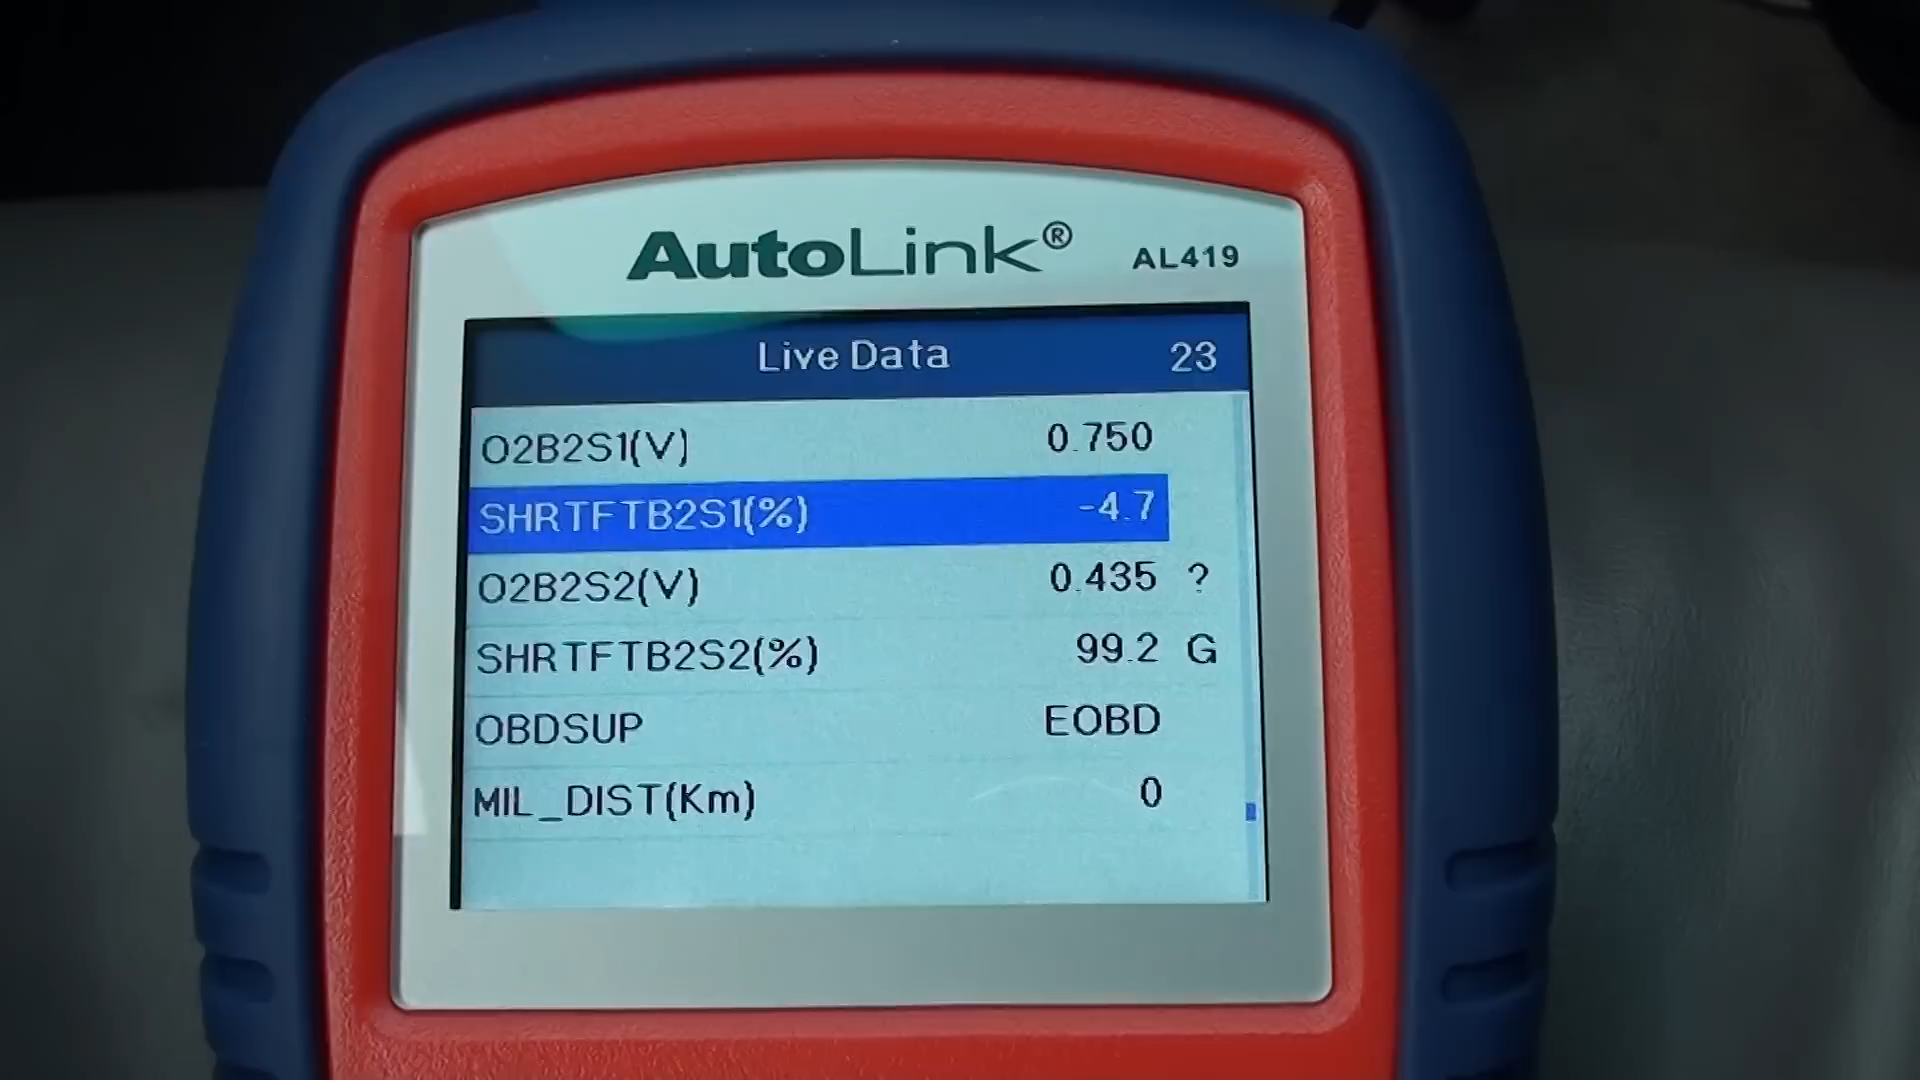 AutoLink® AL419
Live Data 23
O2B2S1(V) 0.750
SHRTFTB2S1(%) -4.7
O2B2S2(V) 0.435 ?
SHRTFTB2S2(%) 99.2 G
OBDSUP EOBD
MIL_DIST(Km) 0